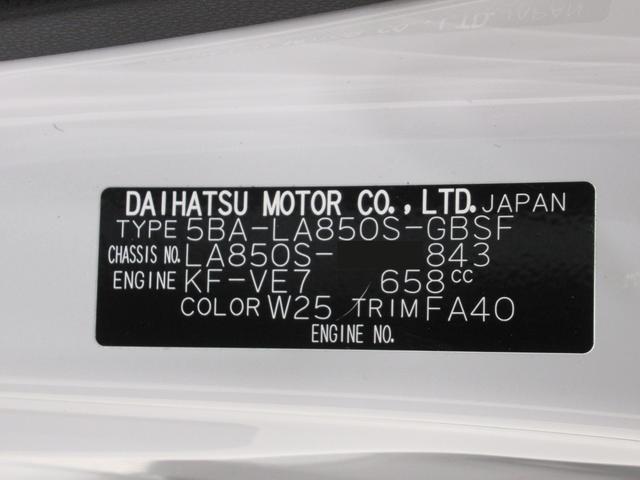 DAIHATSU MOTOR CO., LTD. JAPAN
TYPE 5BA-LA850S-GBSF
CHASSIS NO. LA850S- 843
ENGINE KF-VE7 658CC
COLOR W25 TRIM FA40
ENGINE NO.